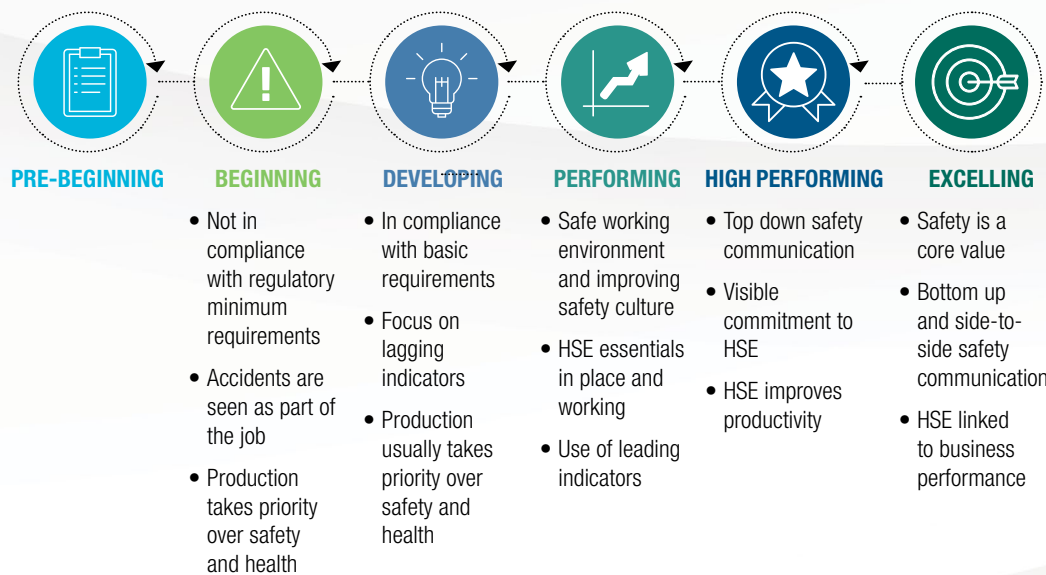 PRE-BEGINNING
BEGINNING
• Not in
compliance
with regulatory
minimum
requirements
• Accidents are
seen as part of
the job
• Production
takes priority
over safety
and health
DEVELOPING
• In compliance
with basic
requirements
• Focus on
lagging
indicators
• Production
usually takes
priority over
safety and
health
PERFORMING
• Safe working
environment
and improving
safety culture
• HSE essentials
in place and
working
• Use of leading
indicators
HIGH PERFORMING
• Top down safety
communication
• Visible
commitment to
HSE
• HSE improves
productivity
EXCELLING
• Safety is a
core value
• Bottom up
and side-to-
side safety
communication
• HSE linked
to business
performance